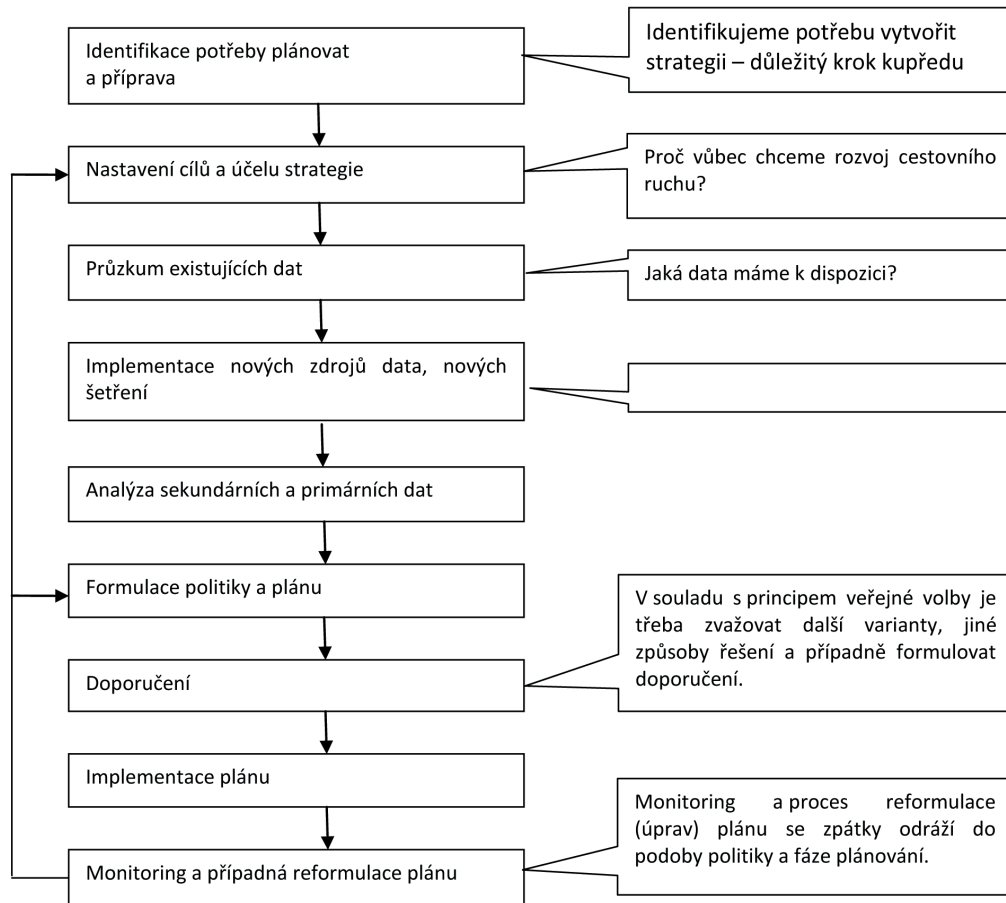 Identifikace potřeby plánovat
a příprava
Identifikujeme potřebu vytvořit
strategii – důležitý krok kupředu
Nastavení cílů a účelu strategie
Proč vůbec chceme rozvoj cestovního
ruchu?
Průzkum existujících dat
Jaká data máme k dispozici?
Implementace nových zdrojů data, nových
šetření
Analýza sekundárních a primárních dat
Formulace politiky a plánu
V souladu s principem veřejné volby je
třeba zvažovat další varianty, jiné
způsoby řešení a případně formulovat
doporučení.
Doporučení
Implementace plánu
Monitoring a proces reformulace
(úprav) plánu se zpátky odráží do
podoby politiky a fáze plánování.
Monitoring a případná reformulace plánu